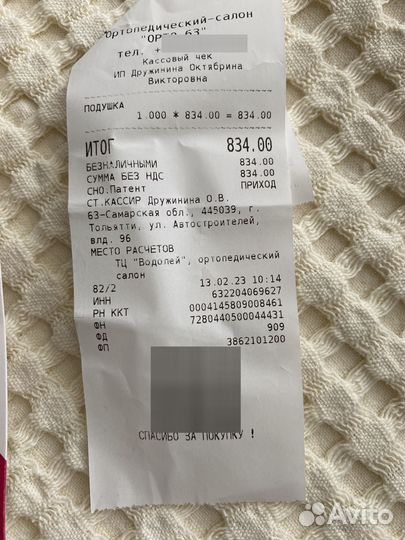 Ортопедический-салон
"ОРТО 63"
тел. +
Кассовый чек
ИП Дружинина Октябрина
Викторовна
ПОДУШКА
1.000 * 834.00 = 834.00
ИТОГ 834.00
БЕЗНАЛИЧНЫМИ 834.00
СУММА БЕЗ НДС 834.00
СНО.Патент ПРИХОД
СТ.КАССИР Дружинина О.В.
63-Самарская обл., 445039, г.
Тольятти, ул. Автостроителей,
влд. 96
МЕСТО РАСЧЕТОВ
ТЦ "Водолей", ортопедический
салон
82/2 13.02.23 10:14
ИНН 632204069627
РН ККТ 0004145809008461
ФН 7280440500044431
ФД 909
ФП 3862101200
СПАСИБО ЗА ПОКУПКУ !
Avito